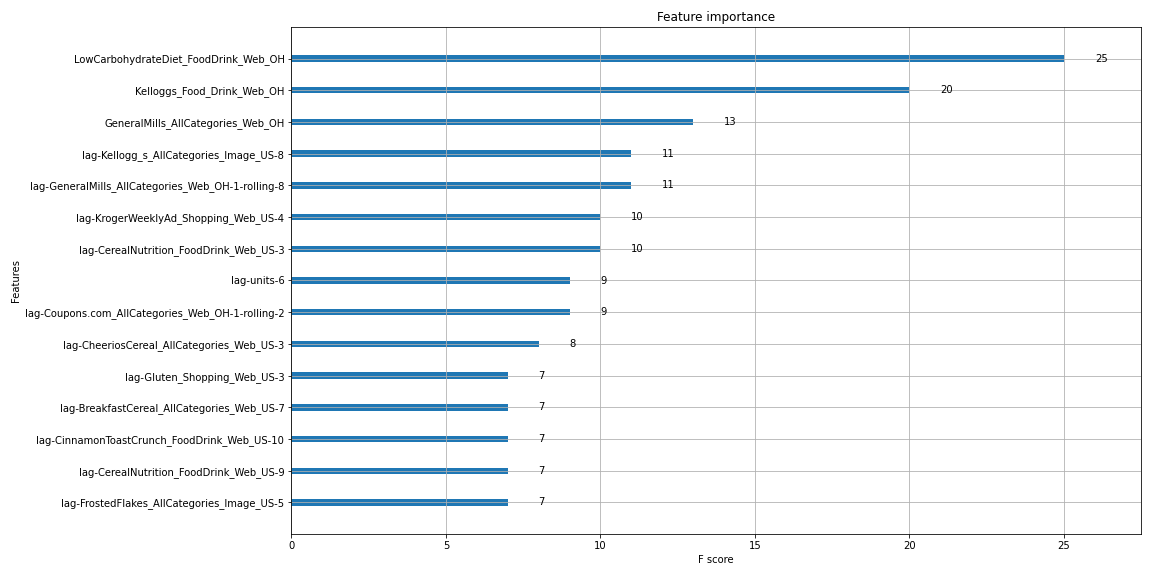 Feature importance
LowCarbohydrateDiet_FoodDrink_Web_OH
25
Kelloggs_Food_Drink_Web_OH
20
GeneralMills_AllCategories_Web_OH
13
lag-Kellogg_s_AllCategories_Image_US-8
11
lag-GeneralMills_AllCategories_Web_OH-1-rolling-8
11
lag-KrogerWeeklyAd_Shopping_Web_US-4
10
lag-CerealNutrition_FoodDrink_Web_US-3
10
lag-units-6
9
lag-Coupons.com_AllCategories_Web_OH-1-rolling-2
9
lag-CheeriosCereal_AllCategories_Web_US-3
8
lag-Gluten_Shopping_Web_US-3
7
lag-BreakfastCereal_AllCategories_Web_US-7
7
lag-CinnamonToastCrunch_FoodDrink_Web_US-10
7
lag-CerealNutrition_FoodDrink_Web_US-9
7
lag-FrostedFlakes_AllCategories_Image_US-5
7
Features
0 5 10 15 20 25
F score